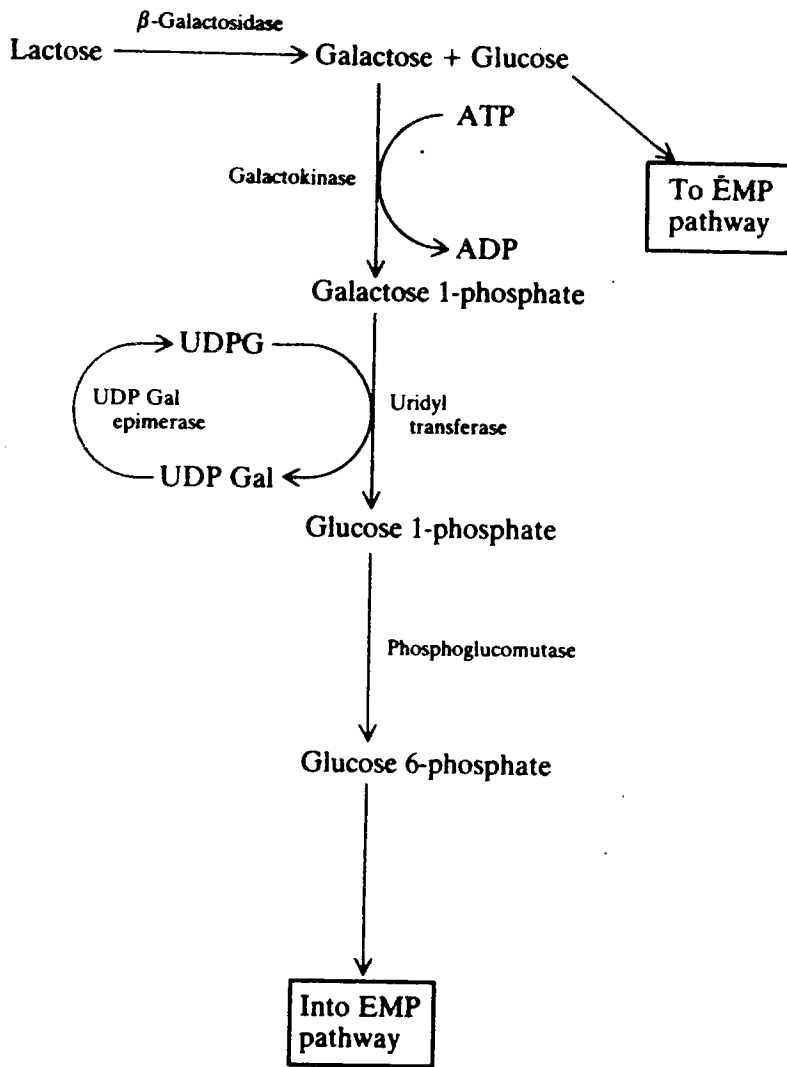 β-Galactosidase
Lactose
Galactose + Glucose
ATP
Galactokinase
To EMP
pathway
ADP
Galactose 1-phosphate
UDPG
UDP Gal
epimerase
Uridyl
transferase
UDP Gal
Glucose 1-phosphate
Phosphoglucomutase
Glucose 6-phosphate
Into EMP
pathway